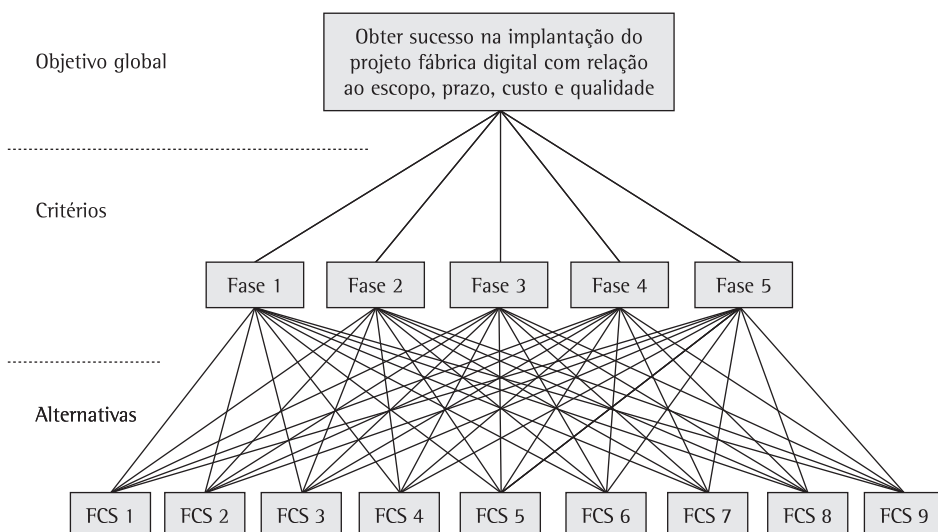 Objetivo global
Obter sucesso na implantação do
projeto fábrica digital com relação
ao escopo, prazo, custo e qualidade
Critérios
Fase 1
Fase 2
Fase 3
Fase 4
Fase 5
Alternativas
FCS 1
FCS 2
FCS 3
FCS 4
FCS 5
FCS 6
FCS 7
FCS 8
FCS 9